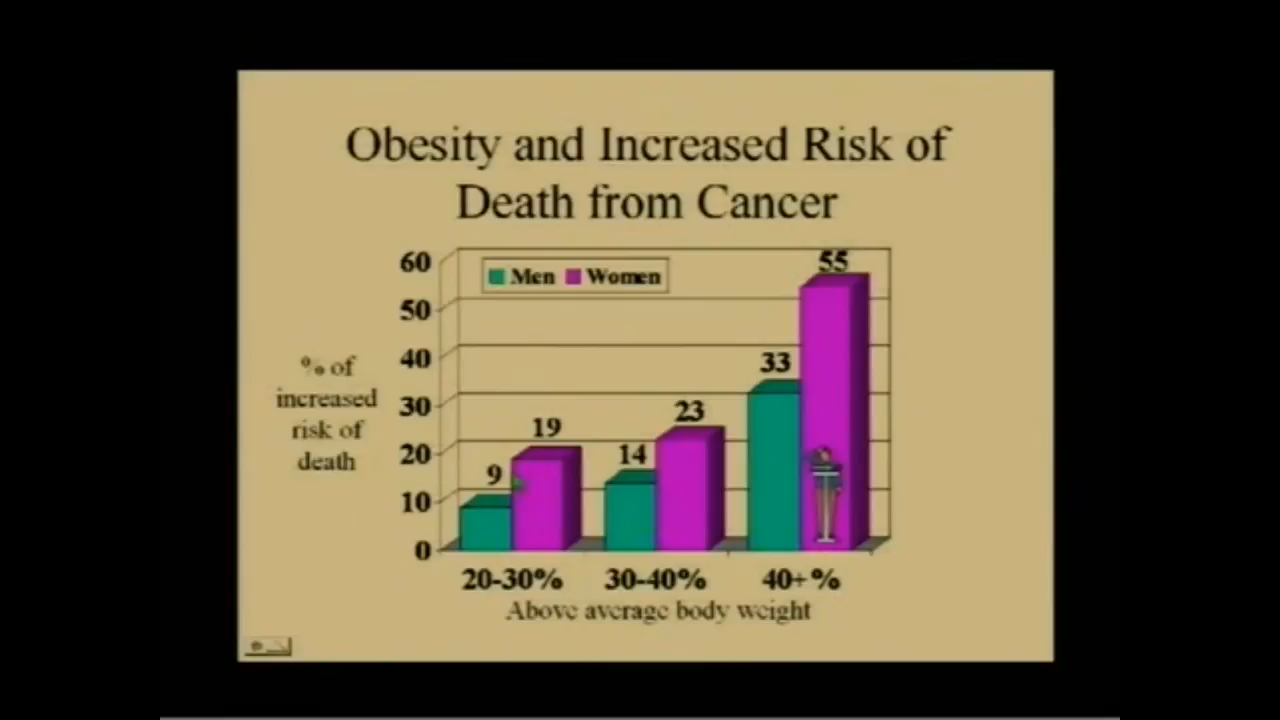 Obesity and Increased Risk of
Death from Cancer
60
50
40
30
20
10
0
Men Women
% of
increased
risk of
death
9
19
14
23
33
55
20-30% 30-40% 40+%
Above average body weight